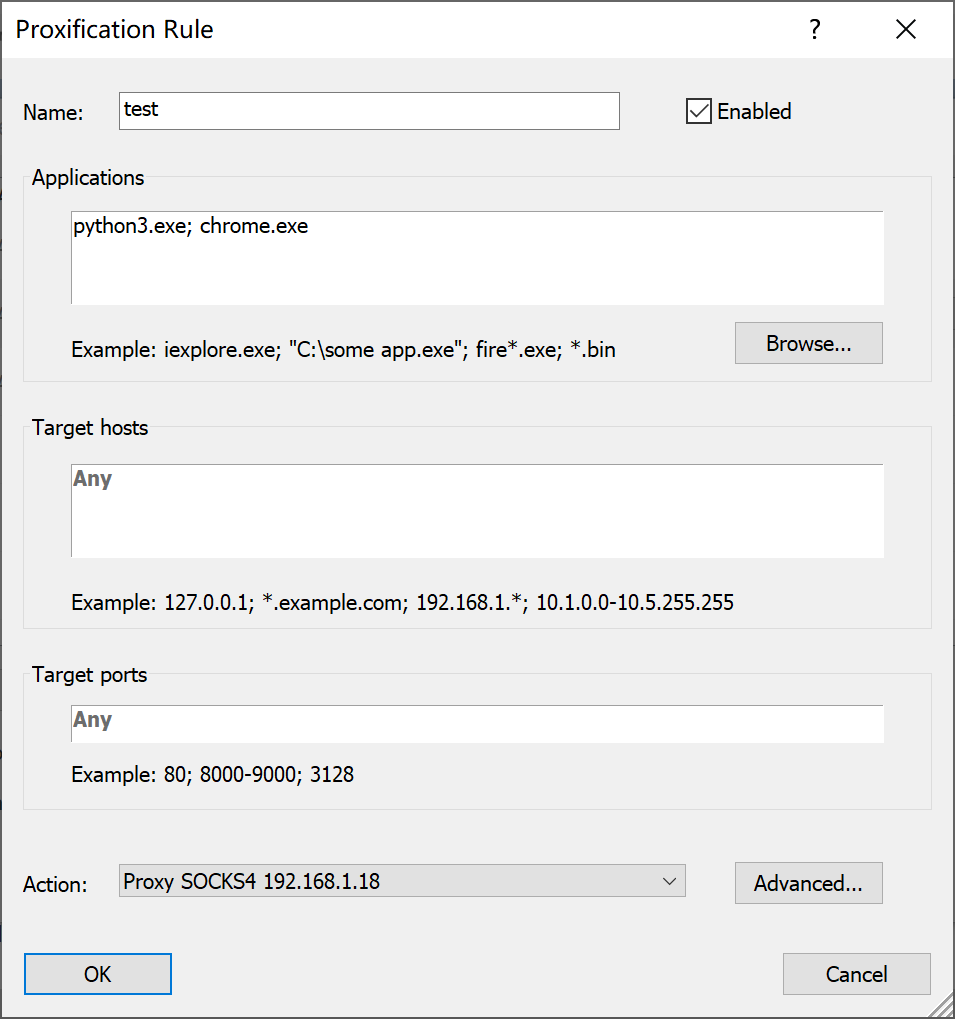 Proxification Rule ?
Name: test Enabled
Applications
python3.exe; chrome.exe
Example: iexplore.exe; "C:\some app.exe"; fire*.exe; *.bin Browse...
Target hosts
Any
Example: 127.0.0.1; *.example.com; 192.168.1.*; 10.1.0.0-10.5.255.255
Target ports
Any
Example: 80; 8000-9000; 3128
Action: Proxy SOCKS4 192.168.1.18 Advanced...
OK Cancel